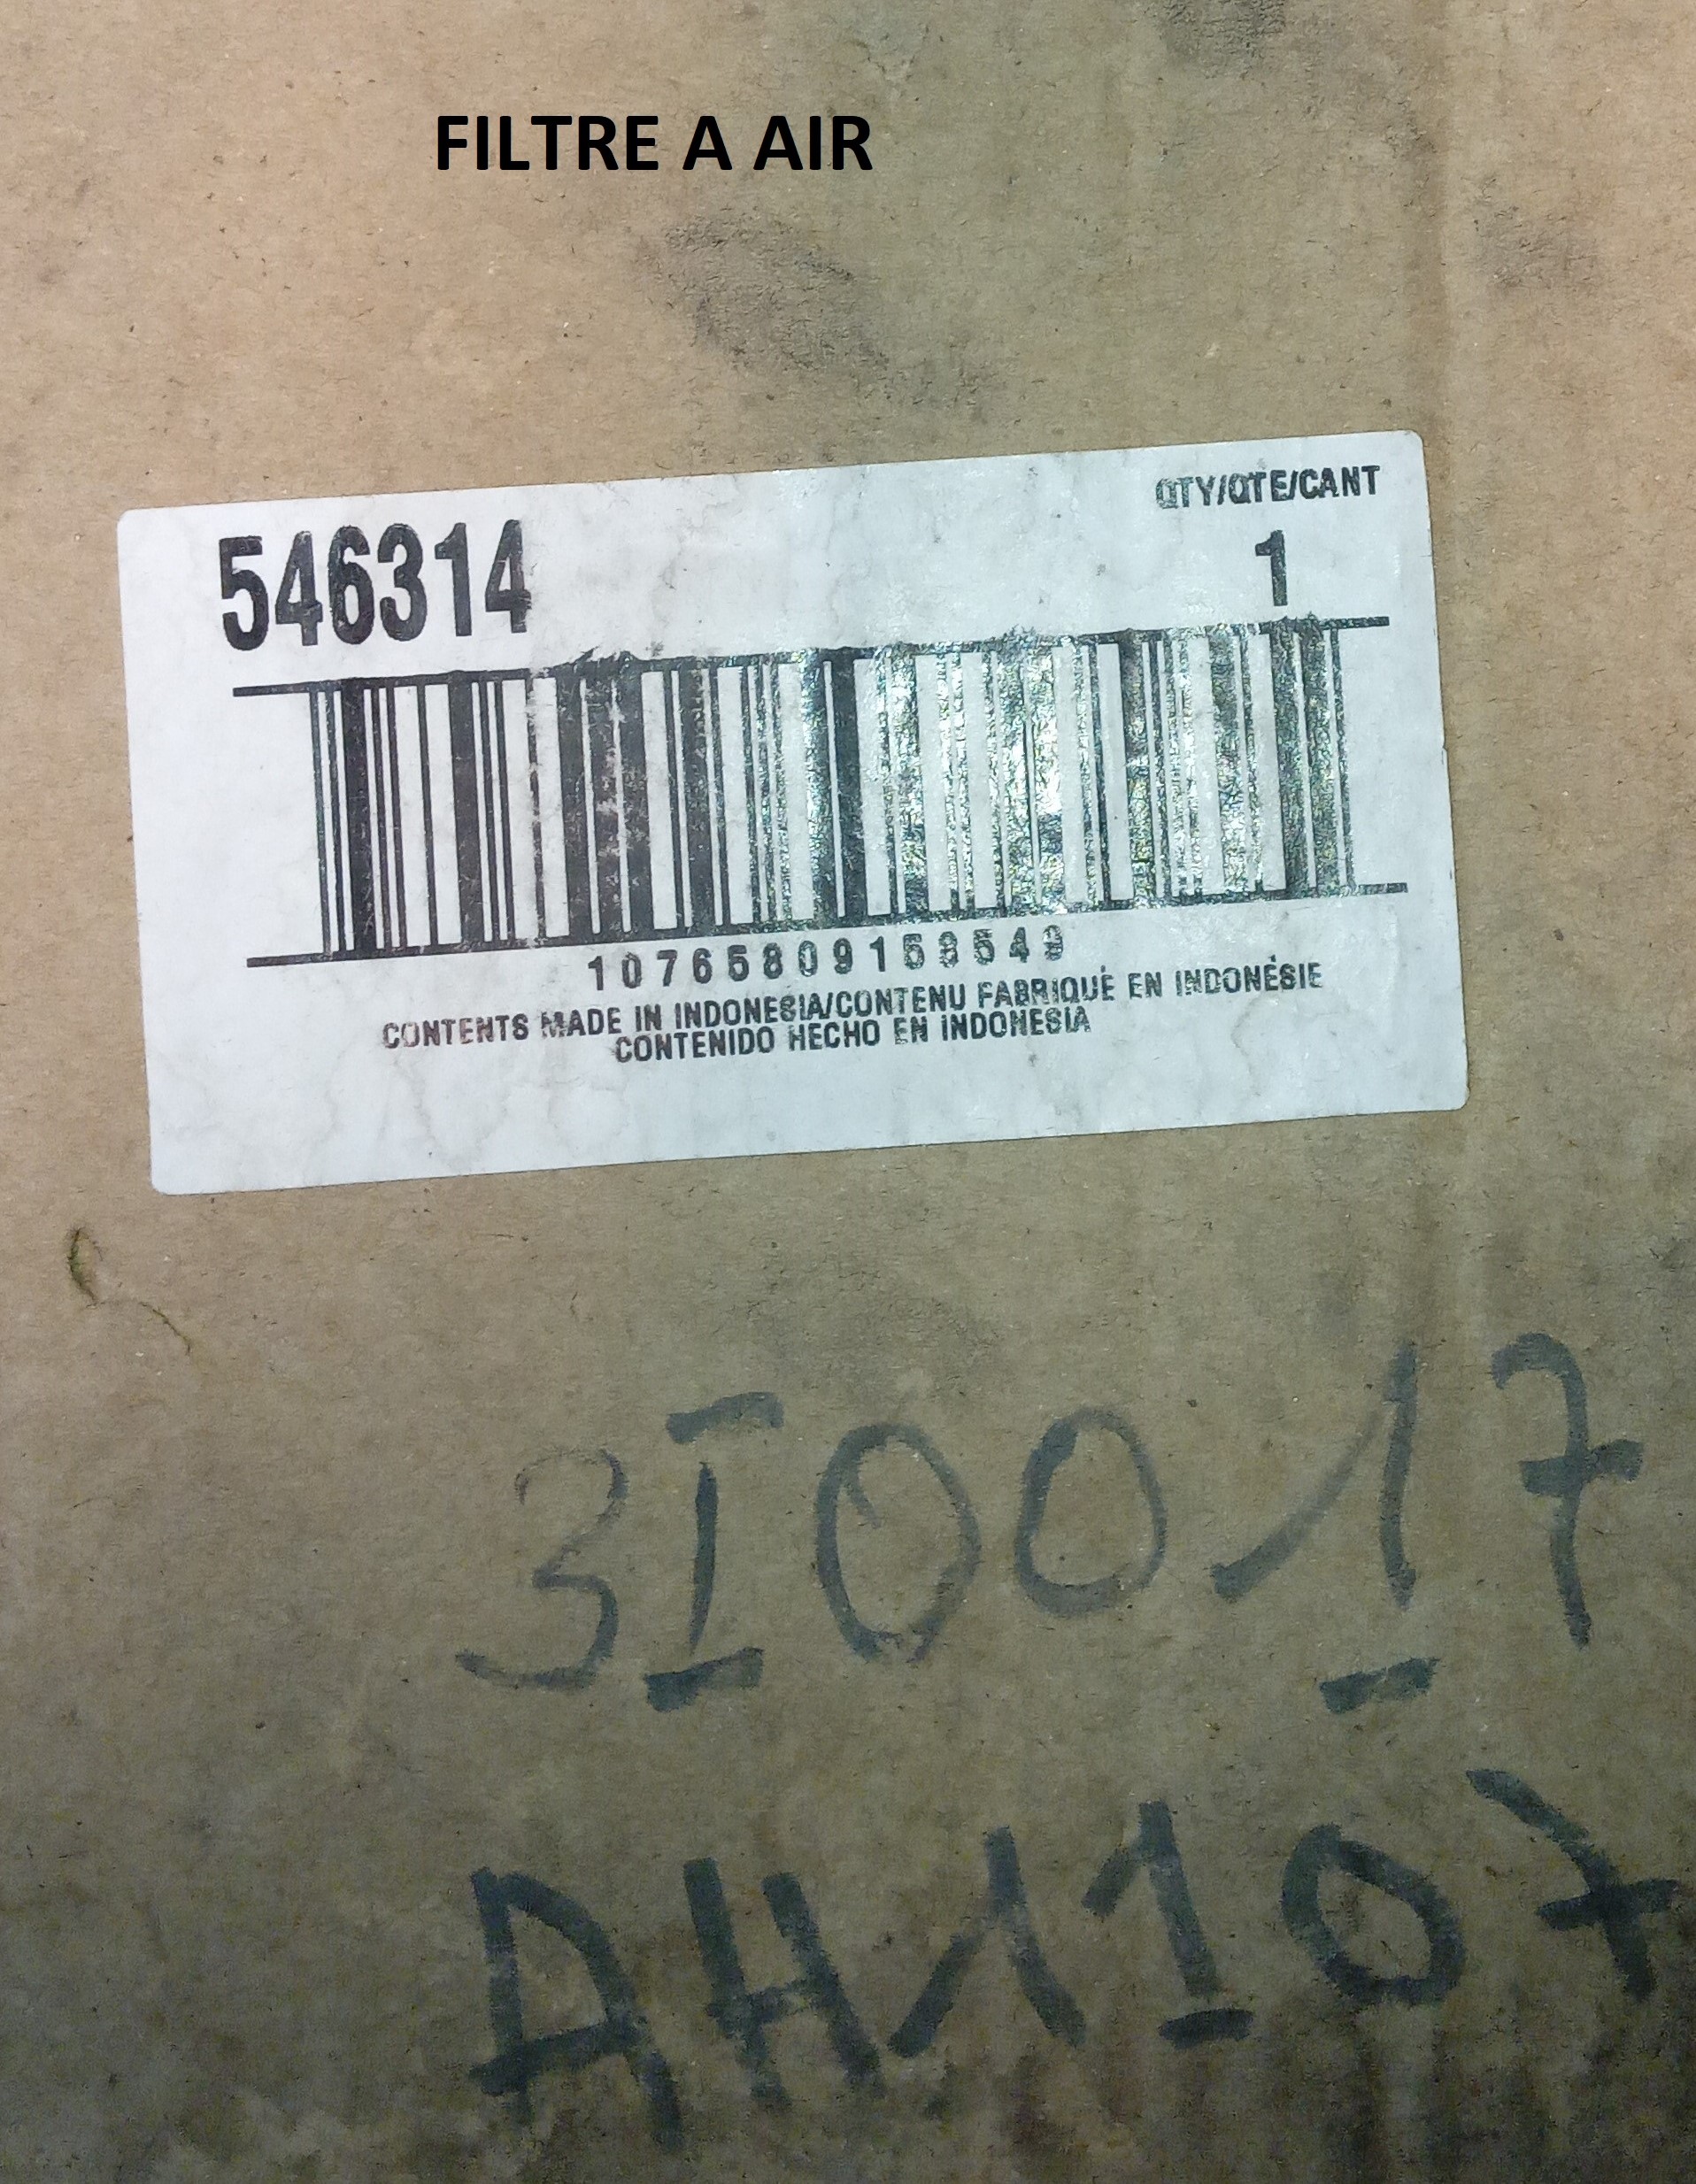 FILTRE A AIR
QTY/QTE/CANT
546314 1
10765809158549
CONTENTS MADE IN INDONESIA/CONTENU FABRIQUÉ EN INDONÉSIE
CONTENIDO HECHO EN INDONESIA
3I0017
AH1107